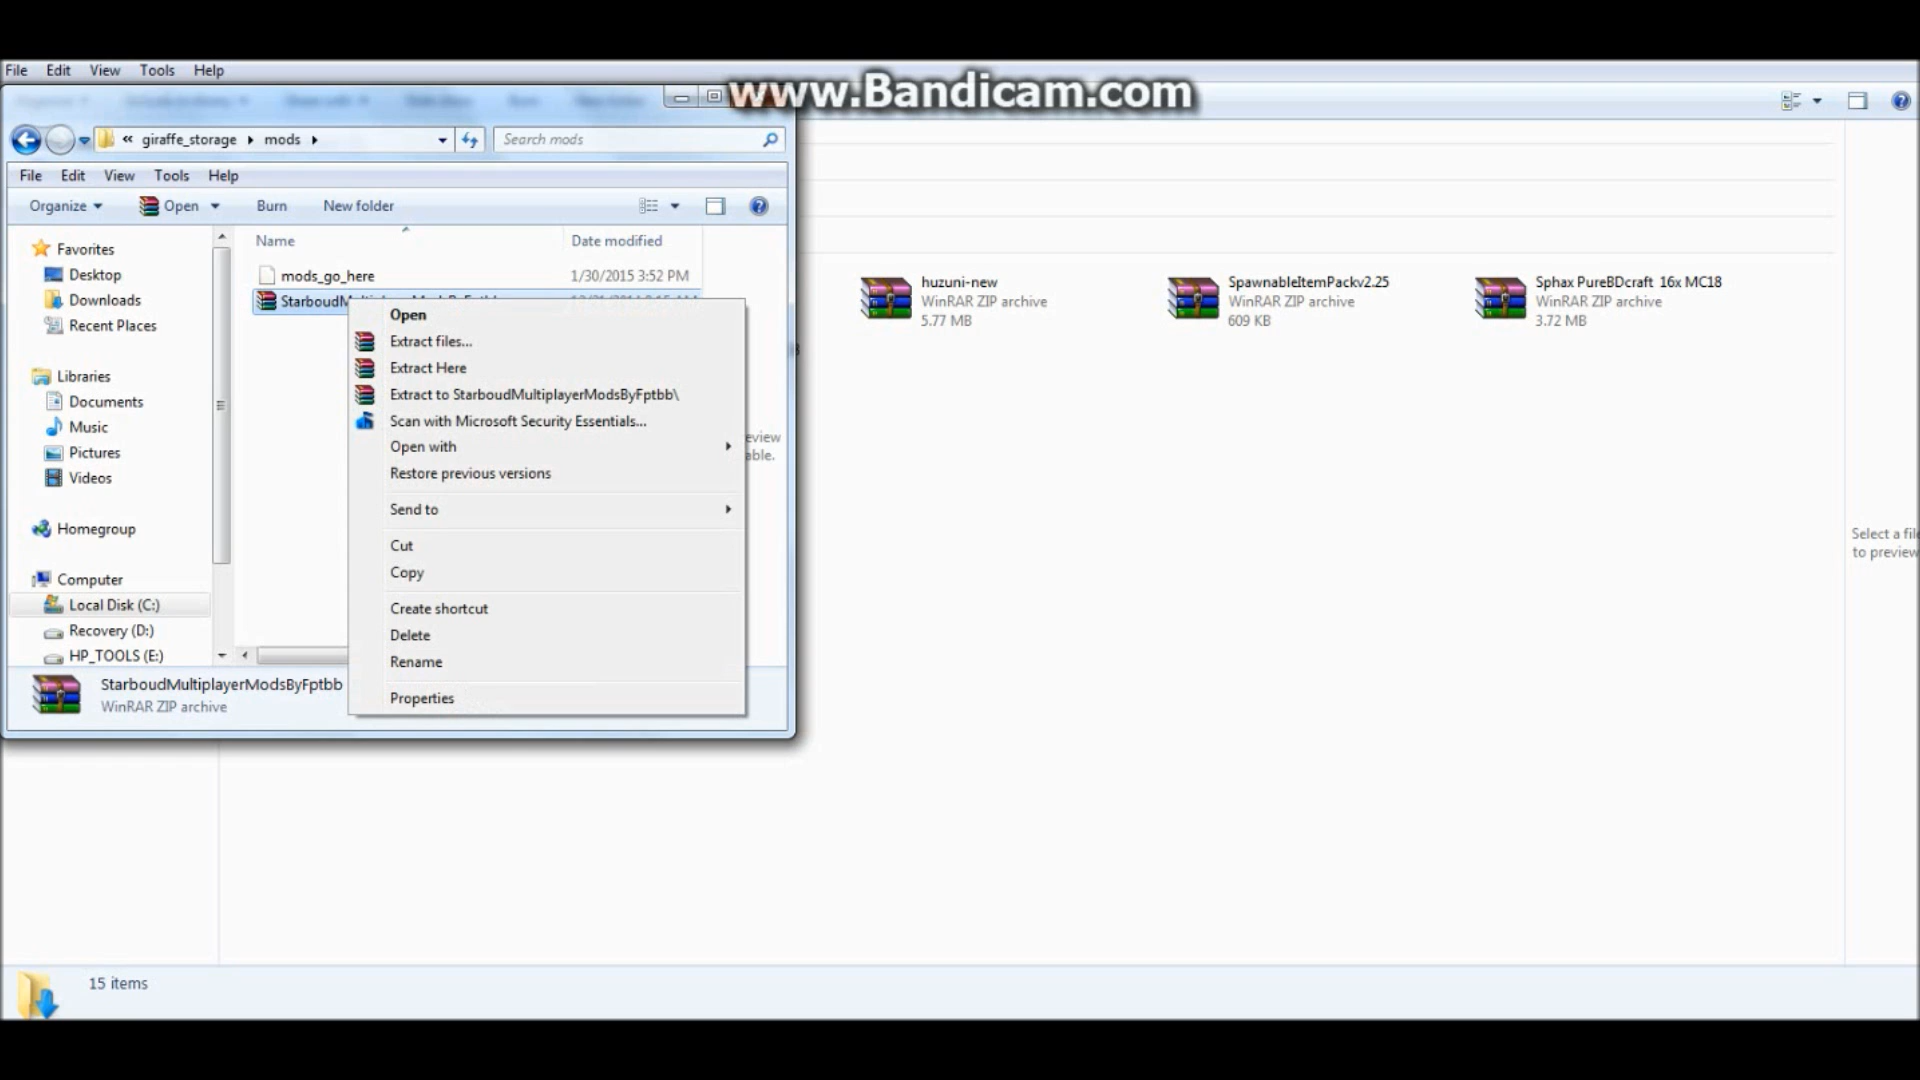 File Edit View Tools Help
www.Bandicam.com
« giraffe_storage mods
Search mods
File Edit View Tools Help
Organize Open Burn New folder
Name Date modified
mods_go_here 1/30/2015 3:52 PM
Favorites
Desktop
Downloads
Recent Places
Libraries
Documents
Music
Pictures
Videos
Homegroup
Computer
Local Disk (C:)
Recovery (D:)
HP_TOOLS (E:)
Open
Extract files...
Extract Here
Extract to StarboudMultiplayerModsByFptbb\
Scan with Microsoft Security Essentials...
Open with
Restore previous versions
Send to
Cut
Copy
Create shortcut
Delete
Rename
Properties
StarboudMultiplayerModsByFptbb
WinRAR ZIP archive
huzuni-new
WinRAR ZIP archive
5.77 MB
SpawnableItemPackv2.25
WinRAR ZIP archive
609 KB
Sphax PureBDcraft 16x MC18
WinRAR ZIP archive
3.72 MB
Select a file
to preview
15 items